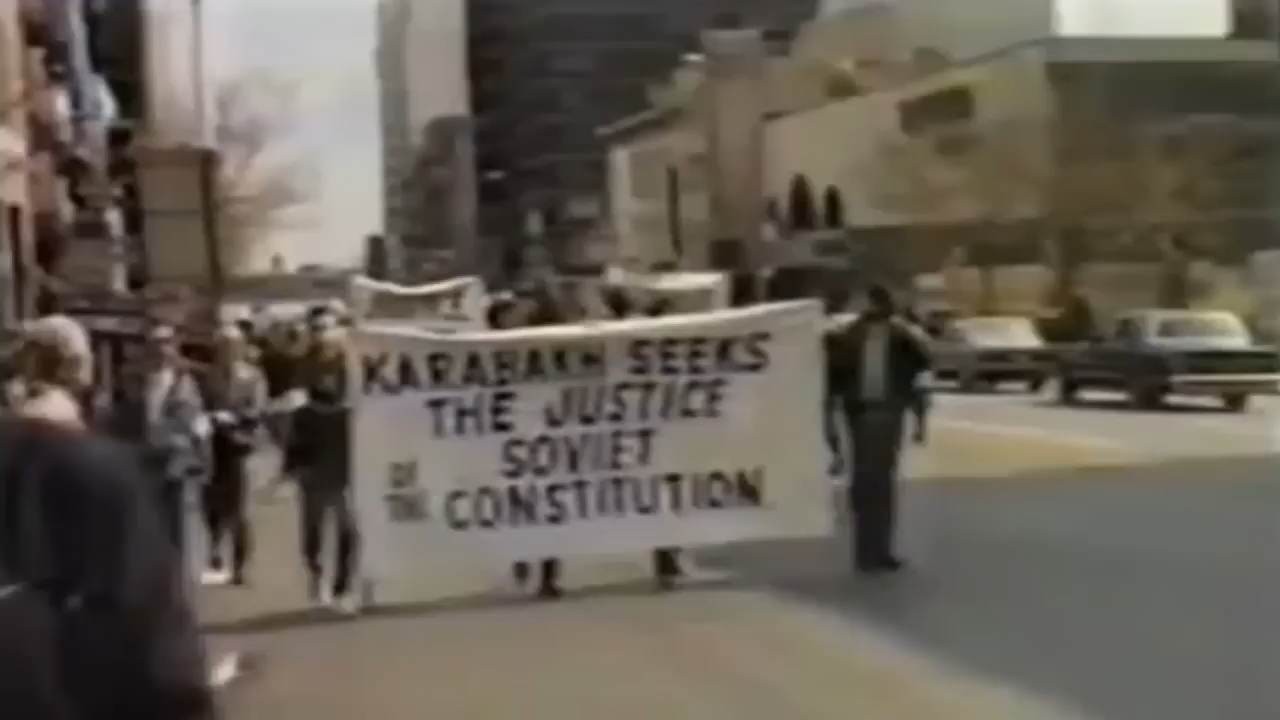 KARABAKH SEEKS
THE JUSTICE
SOVIET
OF THE CONSTITUTION